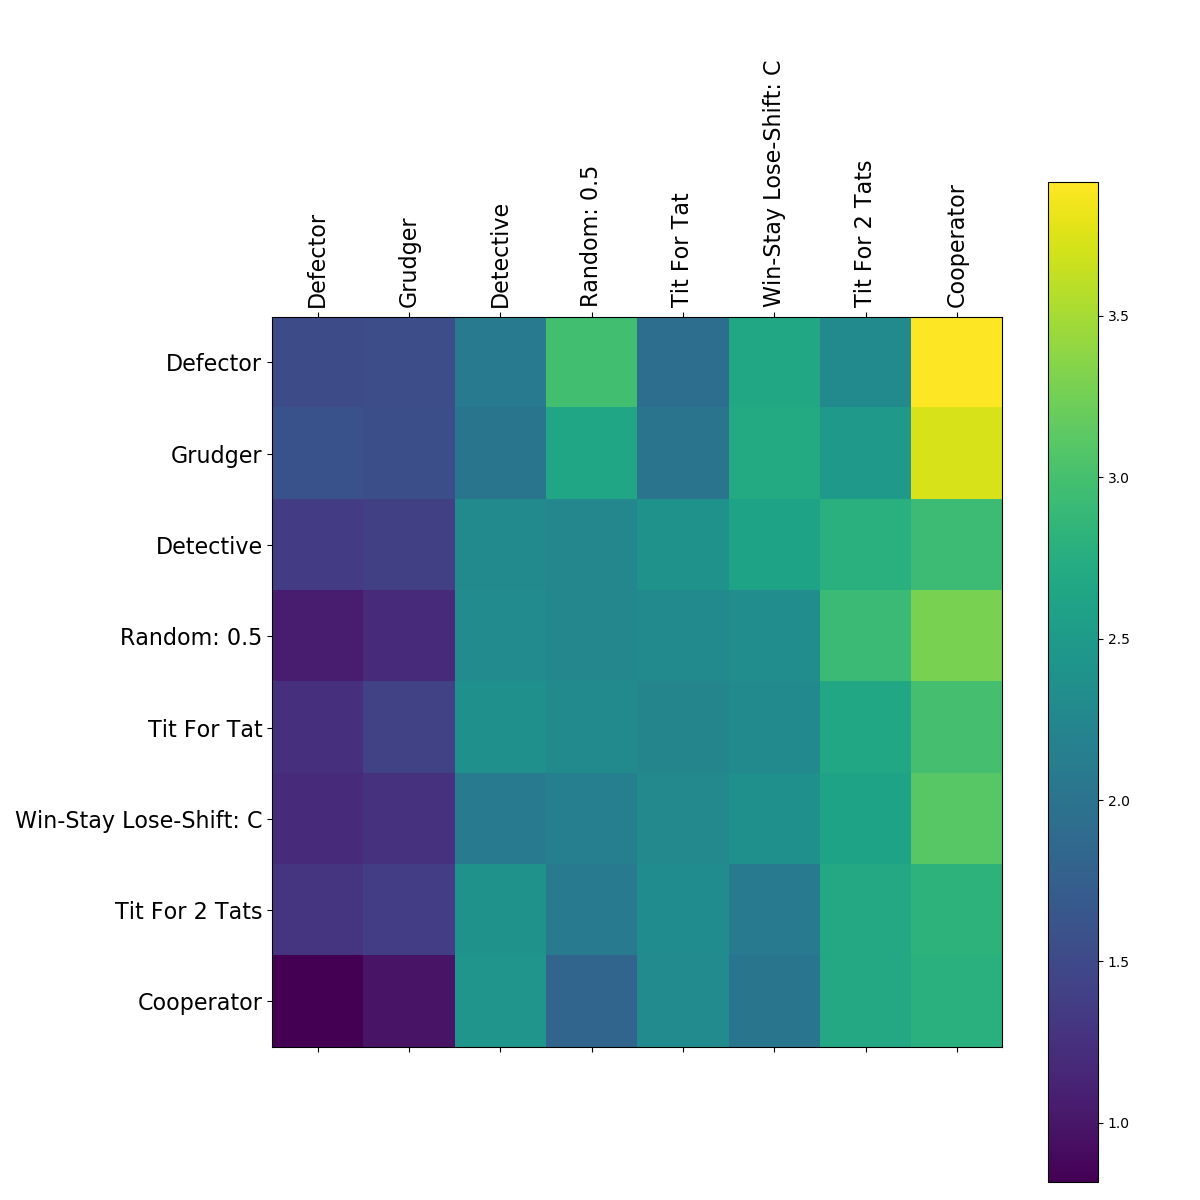 Defector
Grudger
Detective
Random: 0.5
Tit For Tat
Win-Stay Lose-Shift: C
Tit For 2 Tats
Cooperator
Defector
Grudger
Detective
Random: 0.5
Tit For Tat
Win-Stay Lose-Shift: C
Tit For 2 Tats
Cooperator
3.5
3.0
2.5
2.0
1.5
1.0